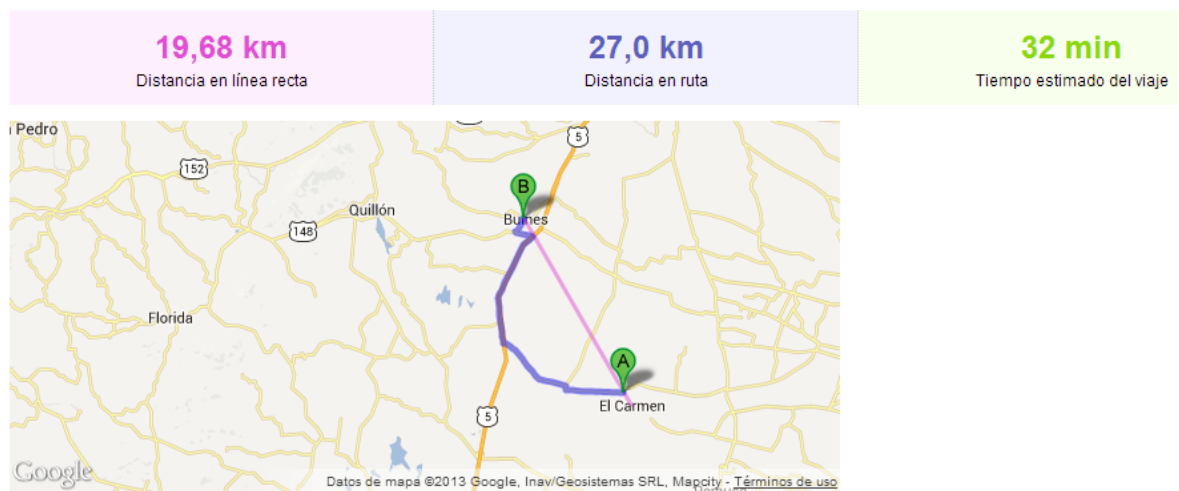 19,68 km
Distancia en línea recta
27,0 km
Distancia en ruta
32 min
Tiempo estimado del viaje
Pedro
5
152
B
Quillón
Bulnes
148
Florida
A
El Carmen
5
Google
Datos de mapa ©2013 Google, Inav/Geosistemas SRL, Mapcity - Términos de uso